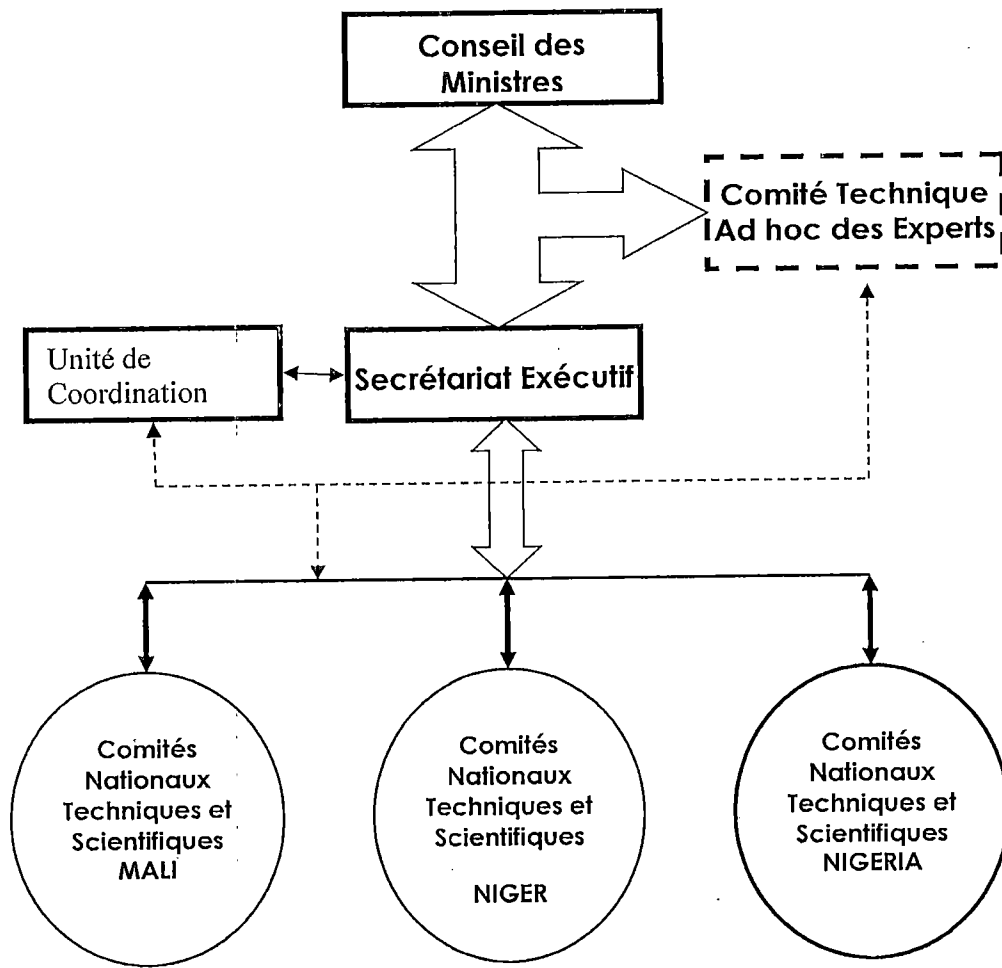 Conseil des
Ministres
Comité Technique
Ad hoc des Experts
Unité de
Coordination
Secrétariat Exécutif
Comités
Nationaux
Techniques et
Scientifiques
MALI
Comités
Nationaux
Techniques et
Scientifiques
NIGER
Comités
Nationaux
Techniques et
Scientifiques
NIGERIA